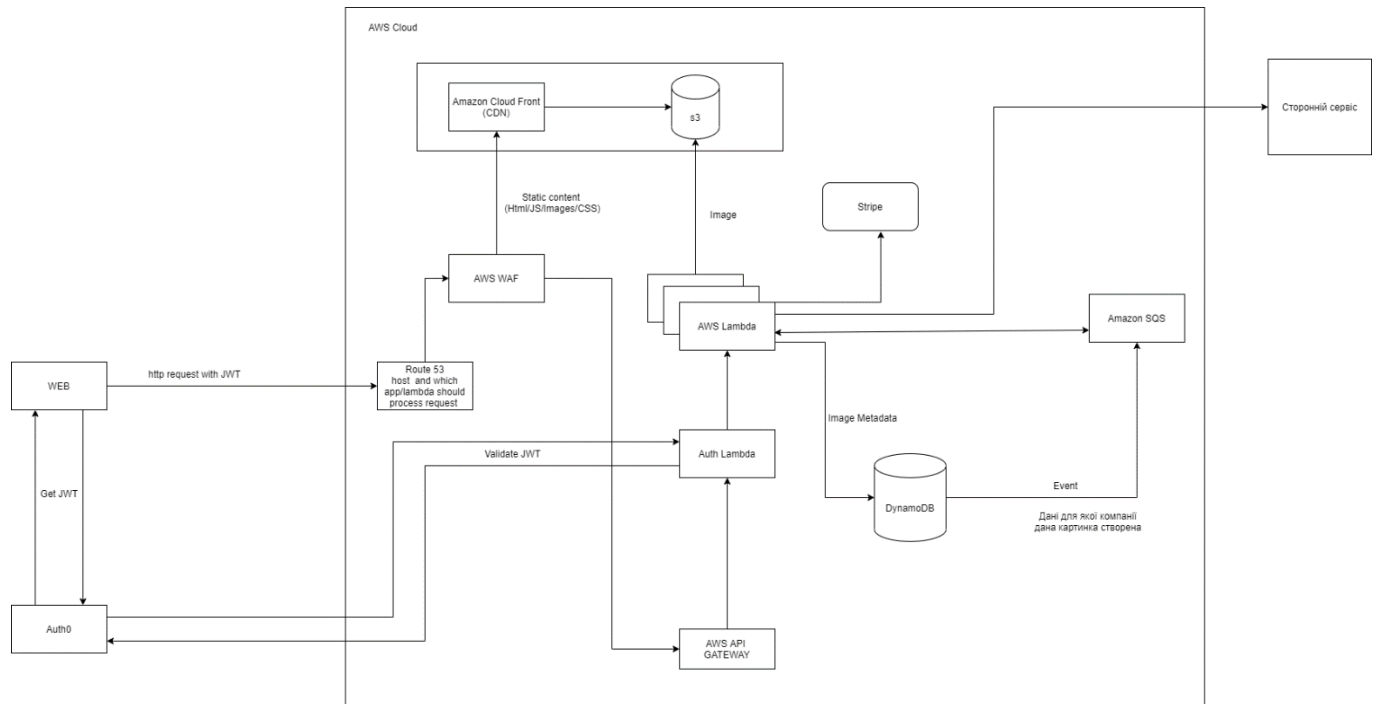 AWS Cloud
Amazon Cloud Front
(CDN)
s3
Сторонній сервіс
Static content
(Html/JS/Images/CSS)
Image
Stripe
AWS WAF
AWS Lambda
Amazon SQS
http request with JWT
WEB
Route 53
host and which
app/lambda should
process request
Image Metadata
Validate JWT
Auth Lambda
Get JWT
DynamoDB
Event
Дані для якої компанії
дана картинка створена
Auth0
AWS API
GATEWAY